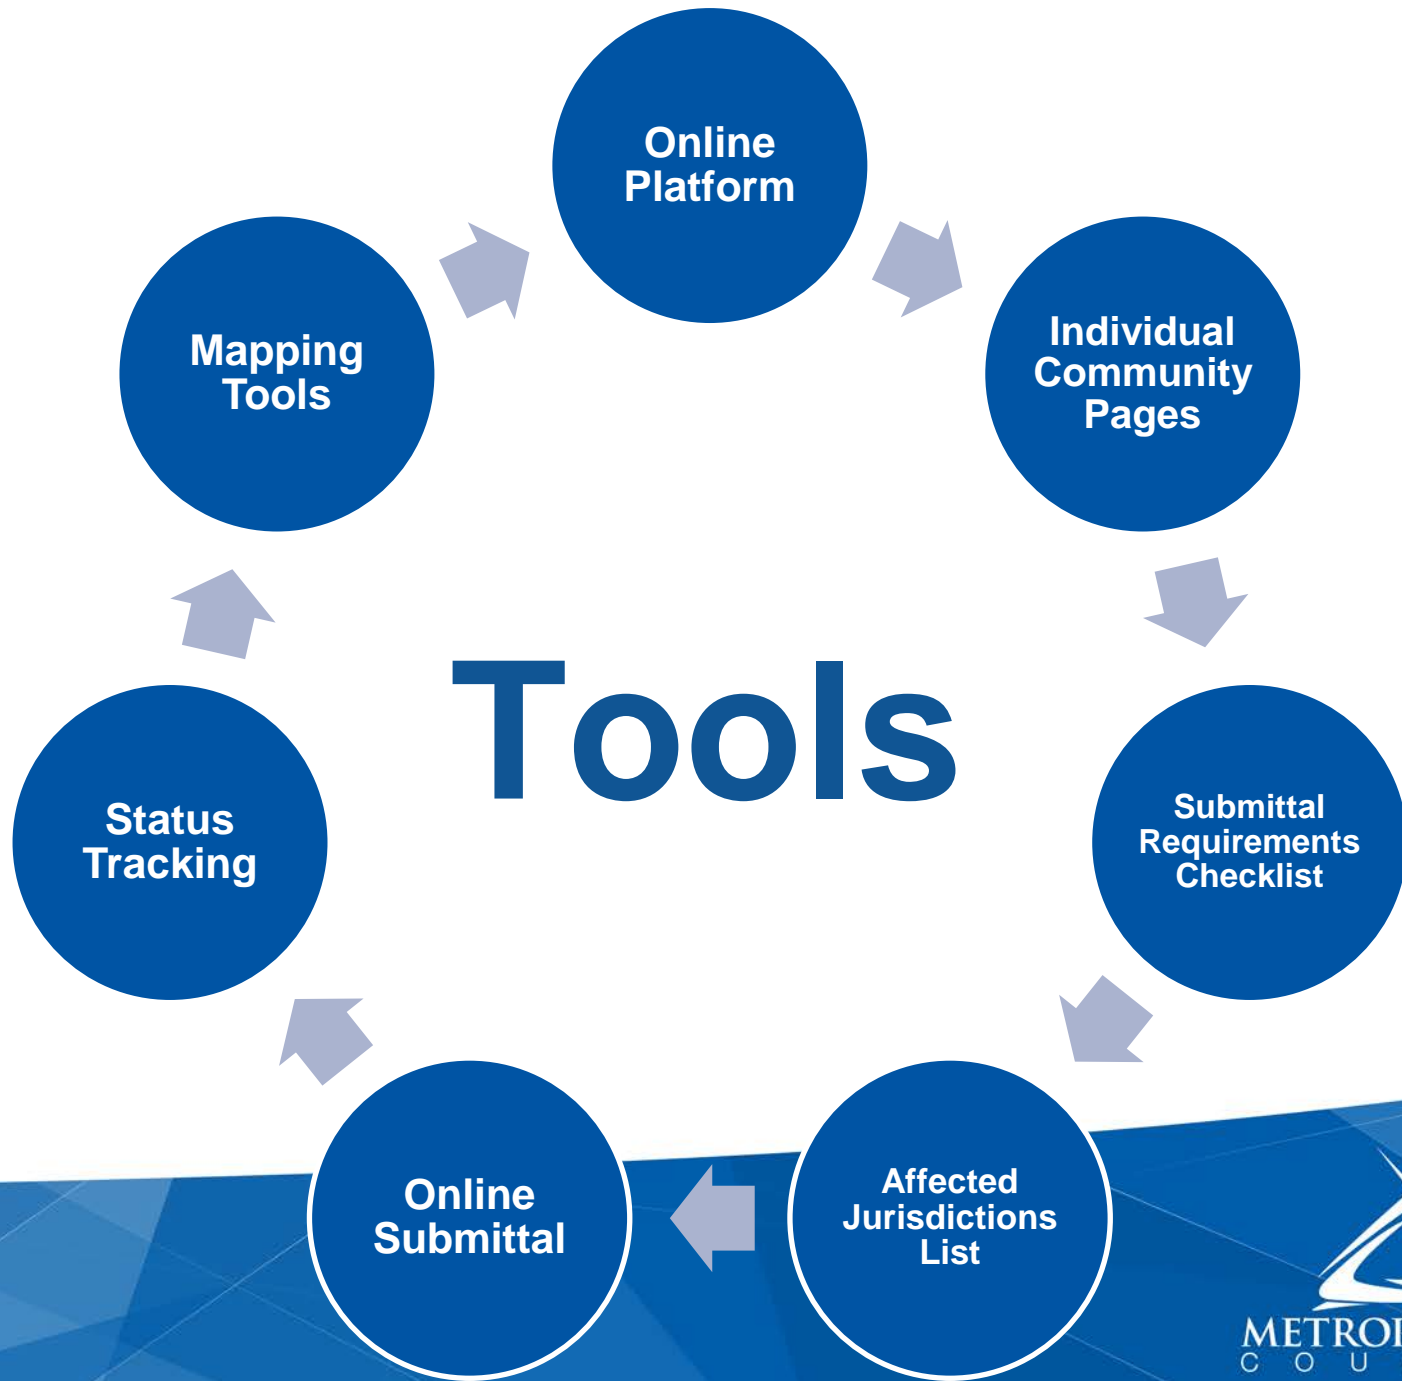 Online
Platform
Individual
Community
Pages
Submittal
Requirements
Checklist
Affected
Jurisdictions
List
Online
Submittal
Status
Tracking
Mapping
Tools
Tools